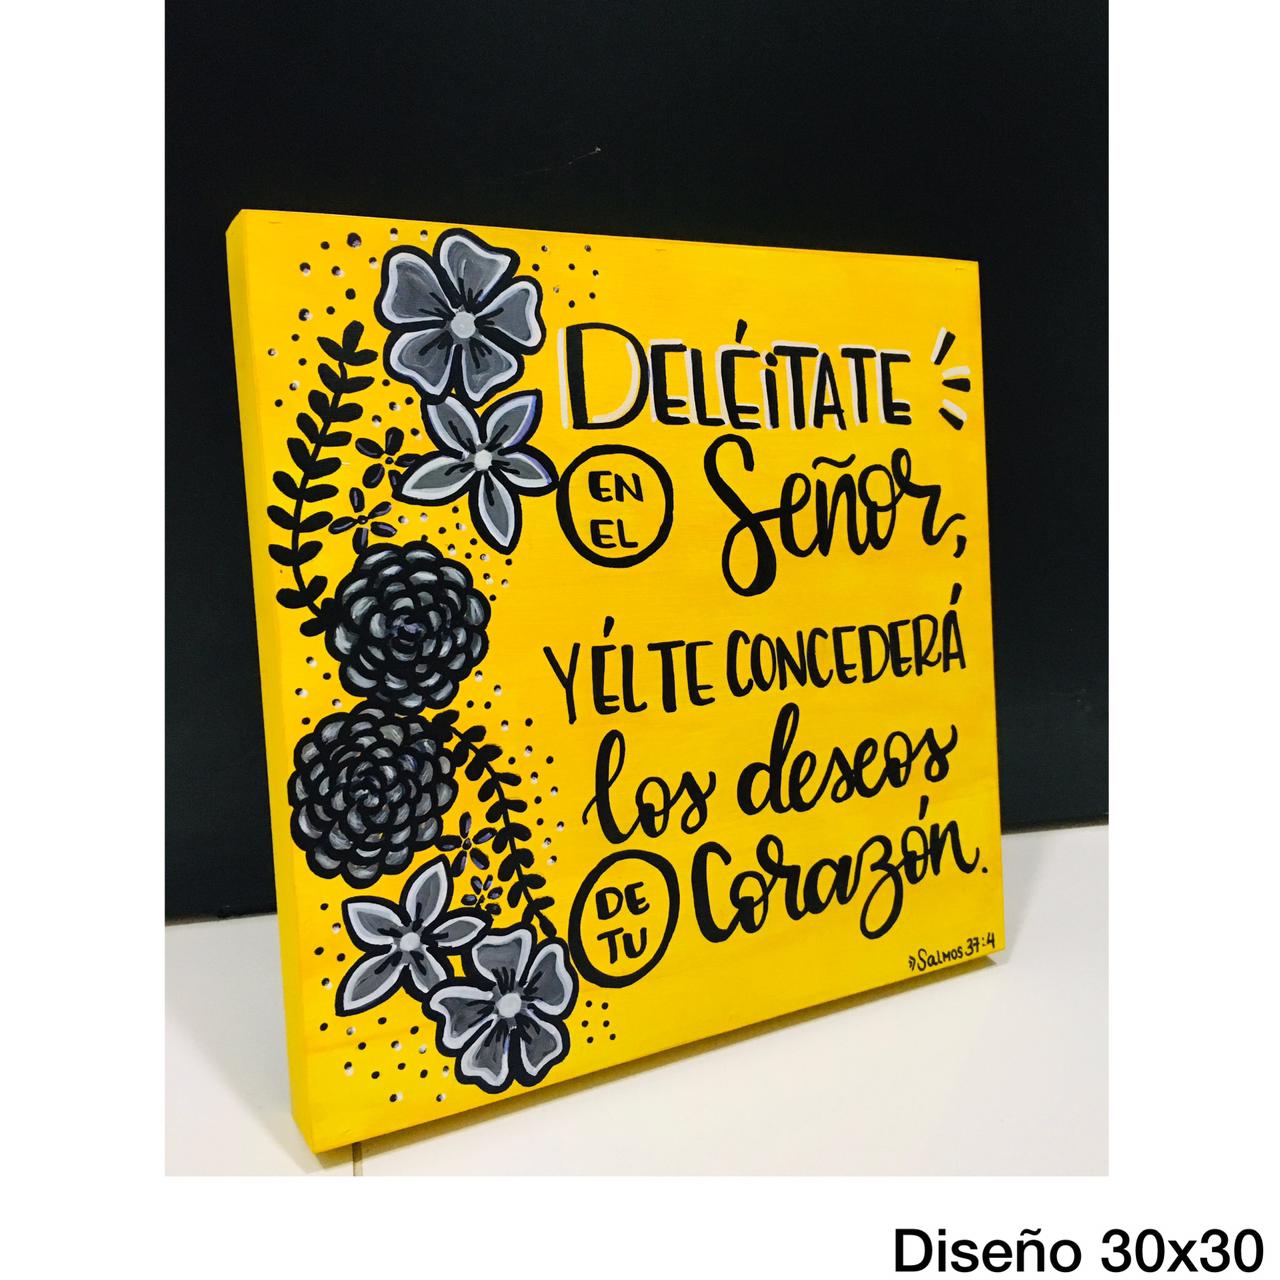 DELÉiTATE
EN
EL
Señor,
Y ÉL TE CONCEDERÁ
los deseos
DE
TU
Corazón.
Salmos 37:4
Diseño 30x30